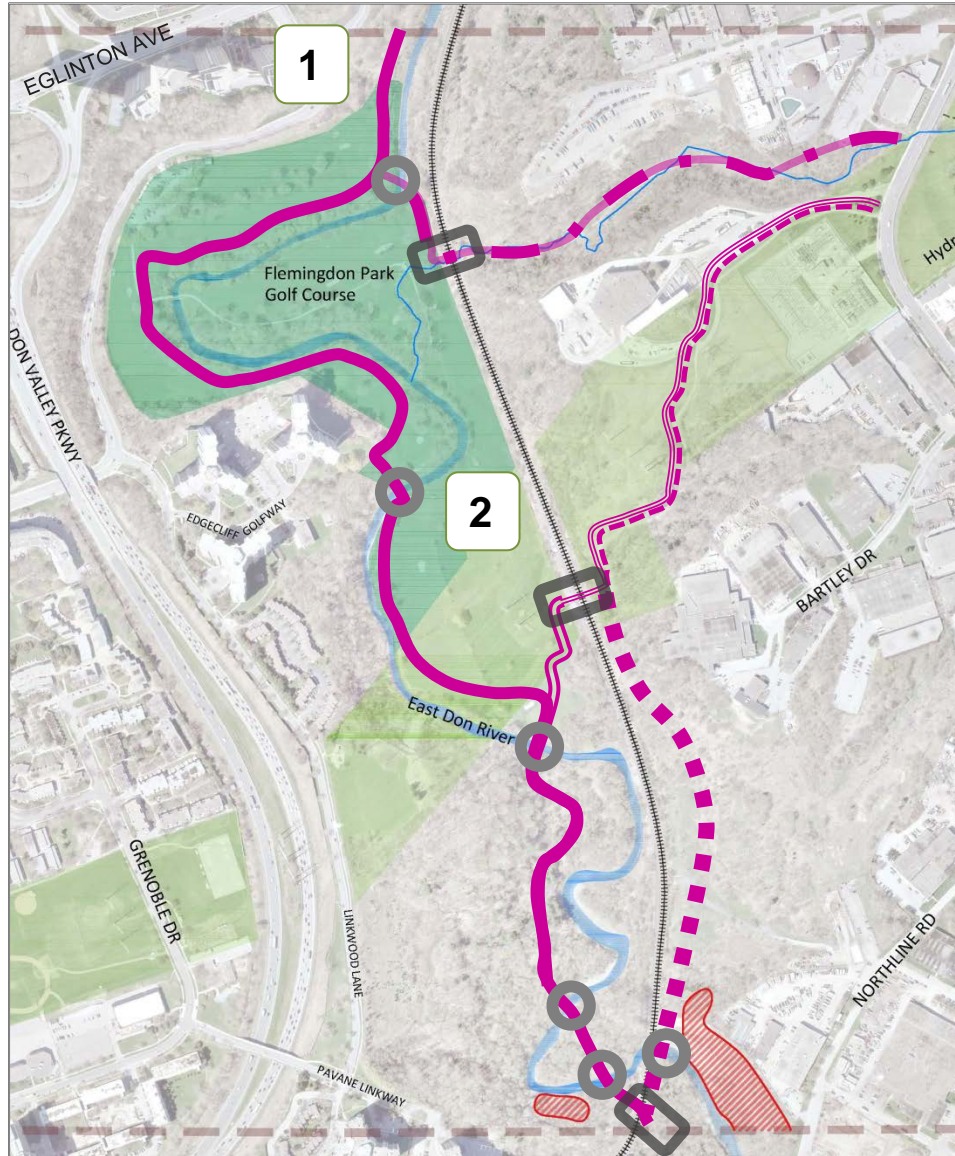 EGLINTON AVE
1
Flemingdon Park
Golf Course
Hydro
DON VALLEY PKWY
2
EDGECLIFF GOLFWAY
BARTLEY DR
East Don River
GRENOBLE DR
LINKWOOD LANE
NORTHLINE RD
PAVANE LINKWAY